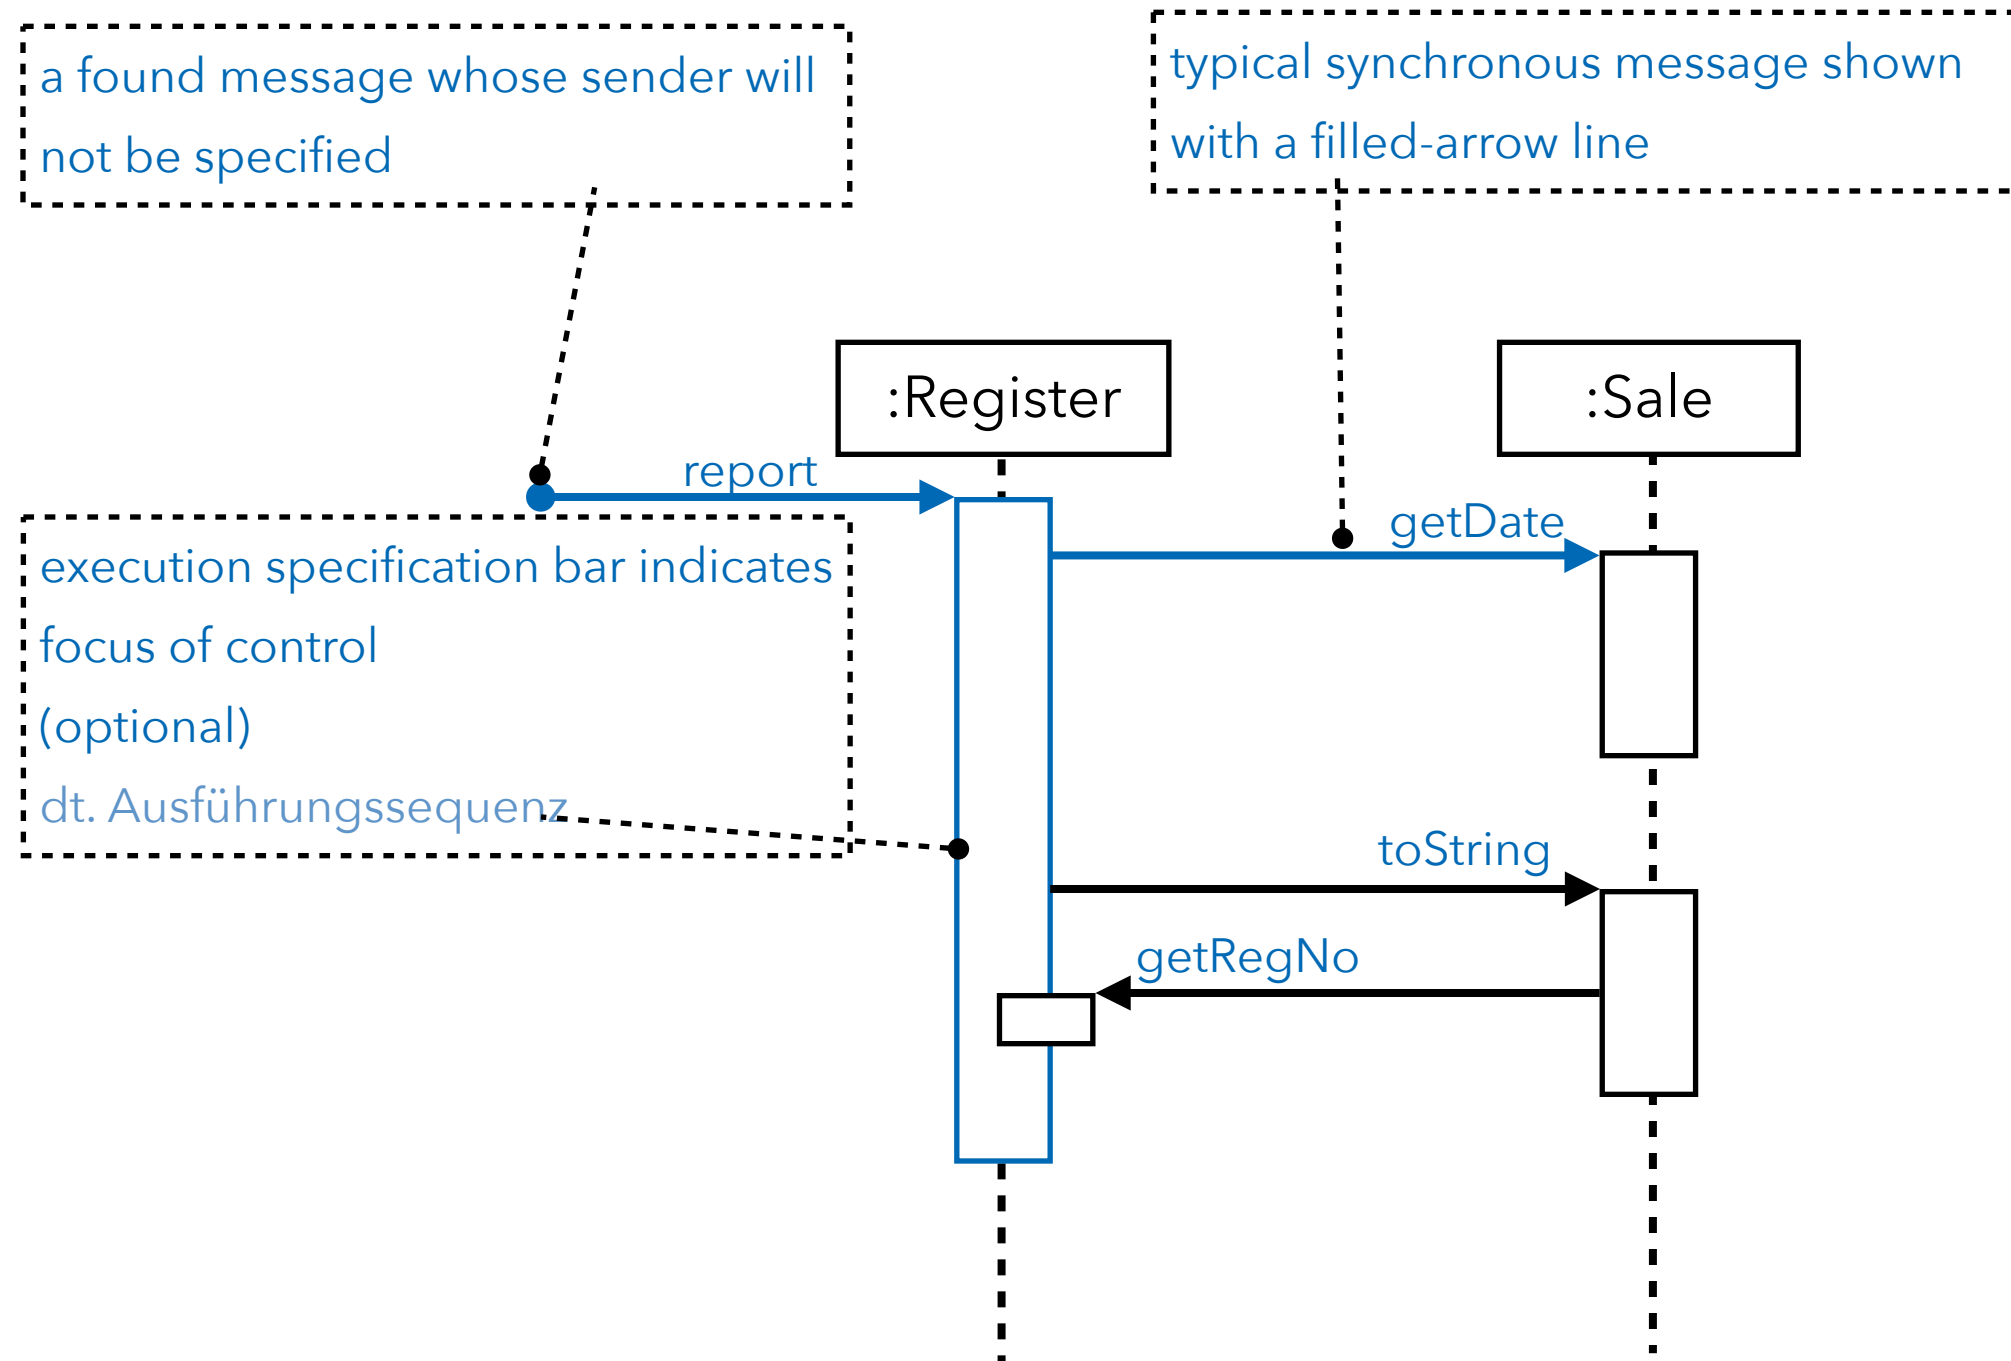 a found message whose sender will
not be specified
typical synchronous message shown
with a filled-arrow line
:Register
:Sale
report
getDate
execution specification bar indicates
focus of control
(optional)
dt. Ausführungssequenz
toString
getRegNo